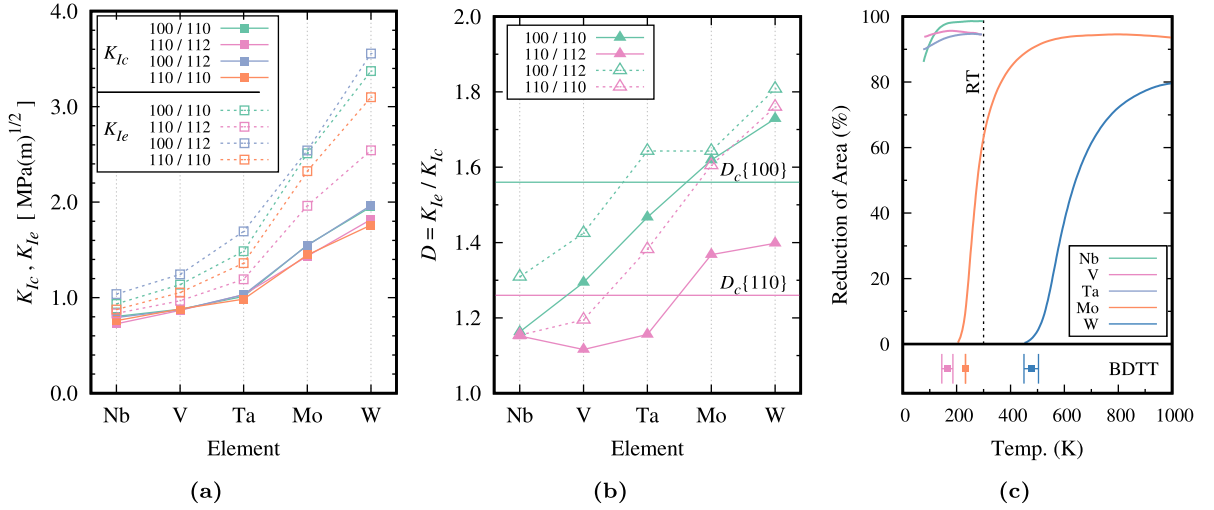 4.0
3.0
2.0
1.0
0.0
K_Ic , K_Ie [ MPa(m)^1/2 ]
K_Ic
100 / 110
110 / 112
100 / 112
110 / 110
K_Ie
100 / 110
110 / 112
100 / 112
110 / 110
Nb V Ta Mo W
Element
(a)
2.0
1.8
1.6
1.4
1.2
1.0
D = K_Ie / K_Ic
100 / 110
110 / 112
100 / 112
110 / 110
D_c{100}
D_c{110}
Nb V Ta Mo W
Element
(b)
100
80
60
40
20
0
Reduction of Area (%)
RT
Nb
V
Ta
Mo
W
BDTT
0 200 400 600 800 1000
Temp. (K)
(c)